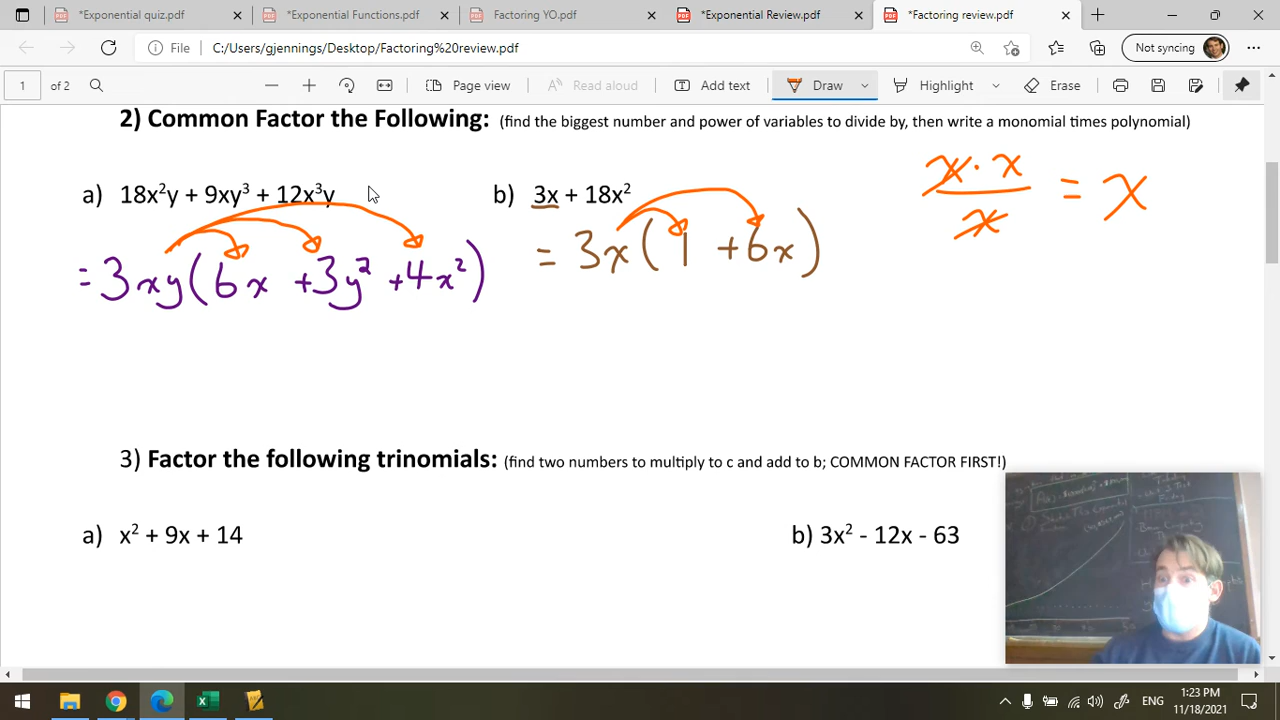 *Exponential quiz.pdf *Exponential Functions.pdf Factoring YO.pdf *Exponential Review.pdf *Factoring review.pdf
File C:/Users/gjennings/Desktop/Factoring%20review.pdf Not syncing
1 of 2 Page view Read aloud Add text Draw Highlight Erase
2) Common Factor the Following: (find the biggest number and power of variables to divide by, then write a monomial times polynomial)
x · x / x = x
a) 18x²y + 9xy³ + 12x³y b) 3x + 18x²
= 3xy(6x +3y² +4x²) = 3x(1 +6x)
3) Factor the following trinomials: (find two numbers to multiply to c and add to b; COMMON FACTOR FIRST!)
a) x² + 9x + 14 b) 3x² - 12x - 63
ENG 1:23 PM
11/18/2021